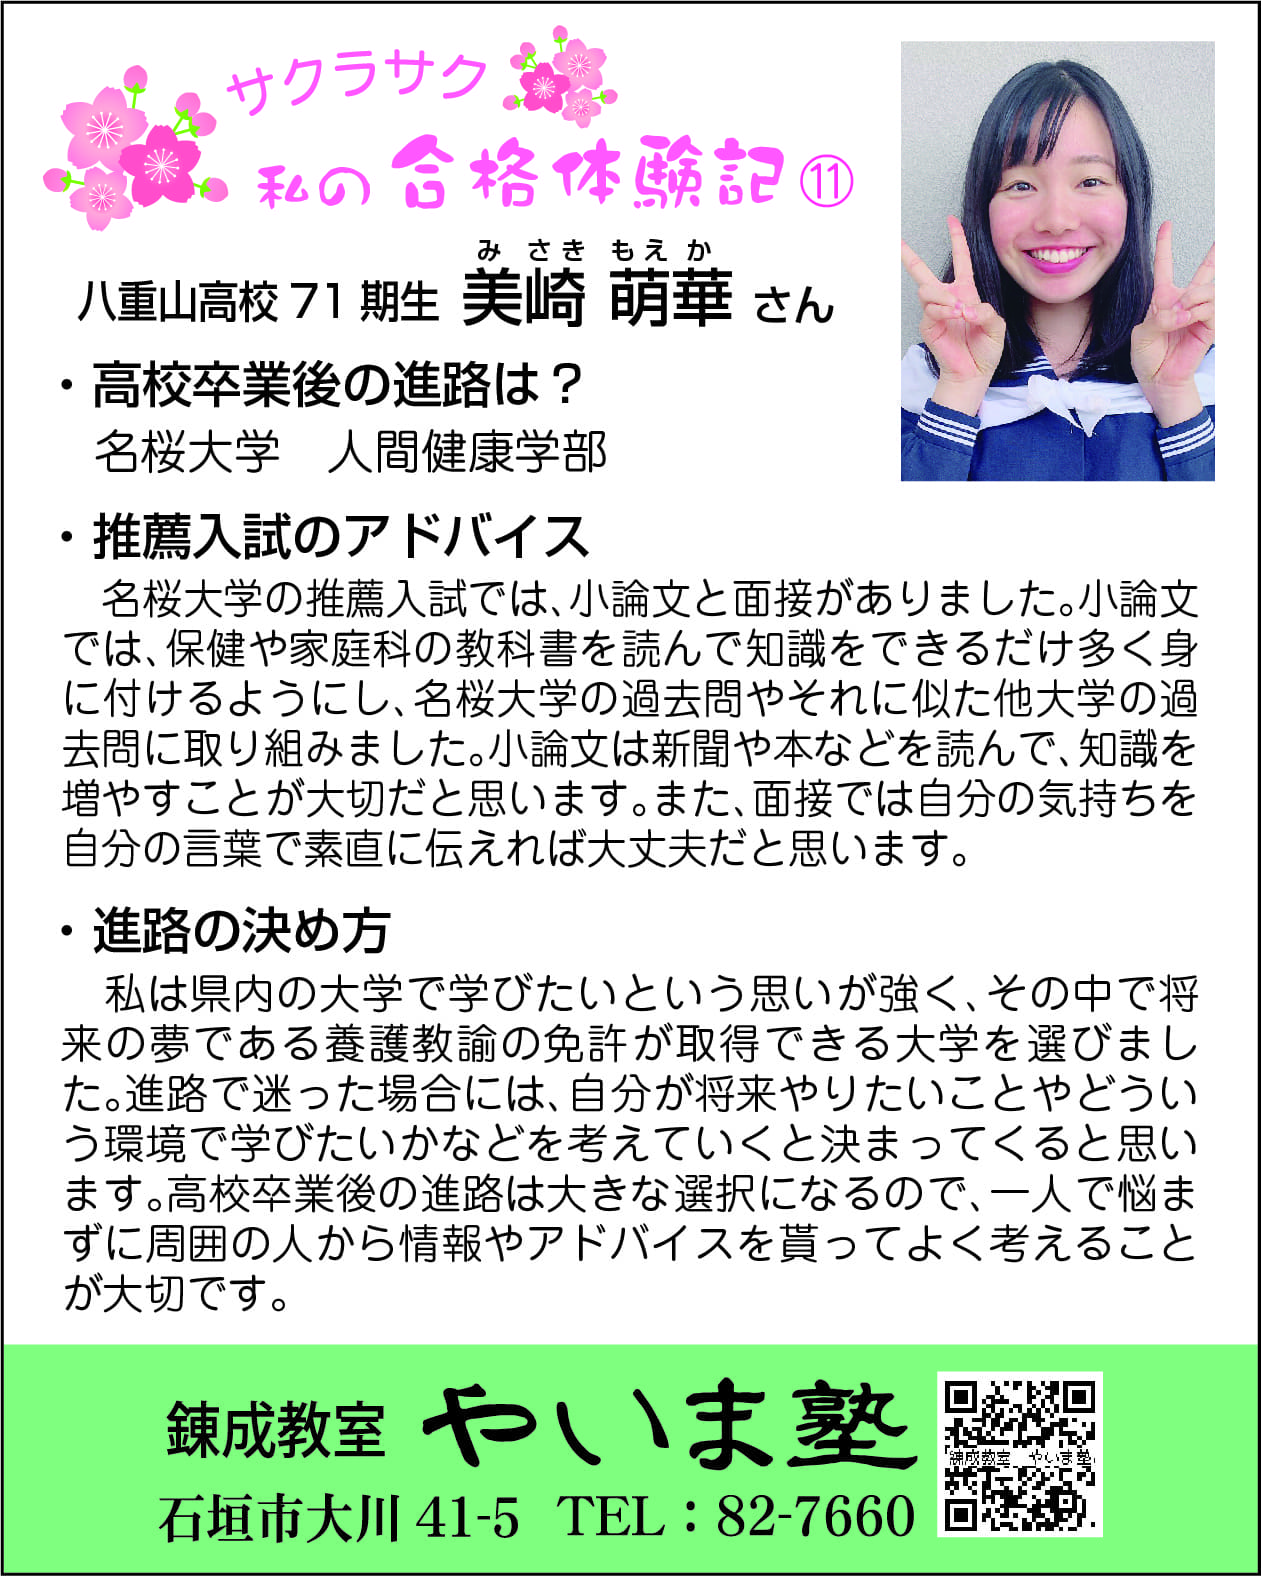 サクラサク
私の合格体験記⑪
み さき もえ か
八重山高校 71 期生 美崎 萌華 さん
・高校卒業後の進路は？
名桜大学　人間健康学部
・推薦入試のアドバイス
　名桜大学の推薦入試では、小論文と面接がありました。小論文
では、保健や家庭科の教科書を読んで知識をできるだけ多く身
に付けるようにし、名桜大学の過去問やそれに似た他大学の過
去問に取り組みました。小論文は新聞や本などを読んで、知識を
増やすことが大切だと思います。また、面接では自分の気持ちを
自分の言葉で素直に伝えれば大丈夫だと思います。
・進路の決め方
　私は県内の大学で学びたいという思いが強く、その中で将
来の夢である養護教諭の免許が取得できる大学を選びまし
た。進路で迷った場合には、自分が将来やりたいことやどうい
う環境で学びたいかなどを考えていくと決まってくると思い
ます。高校卒業後の進路は大きな選択になるので、一人で悩ま
ずに周囲の人から情報やアドバイスを貰ってよく考えること
が大切です。
錬成教室 やいま塾
錬成教室 やいま塾
石垣市大川 41-5 TEL：82-7660